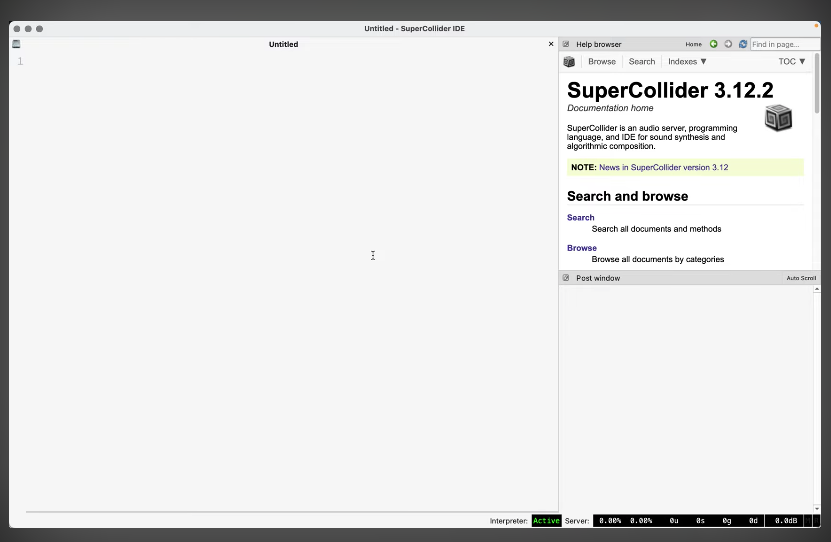 Untitled - SuperCollider IDE
Untitled
1
Help browser Home Find in page...
Browse Search Indexes ▼ TOC ▼
SuperCollider 3.12.2
Documentation home
SuperCollider is an audio server, programming
language, and IDE for sound synthesis and
algorithmic composition.
NOTE: News in SuperCollider version 3.12
Search and browse
Search
Search all documents and methods
Browse
Browse all documents by categories
Post window Auto Scroll
Interpreter: Active Server: 0.00% 0.00% 0u 0s 0g 0d 0.0dB